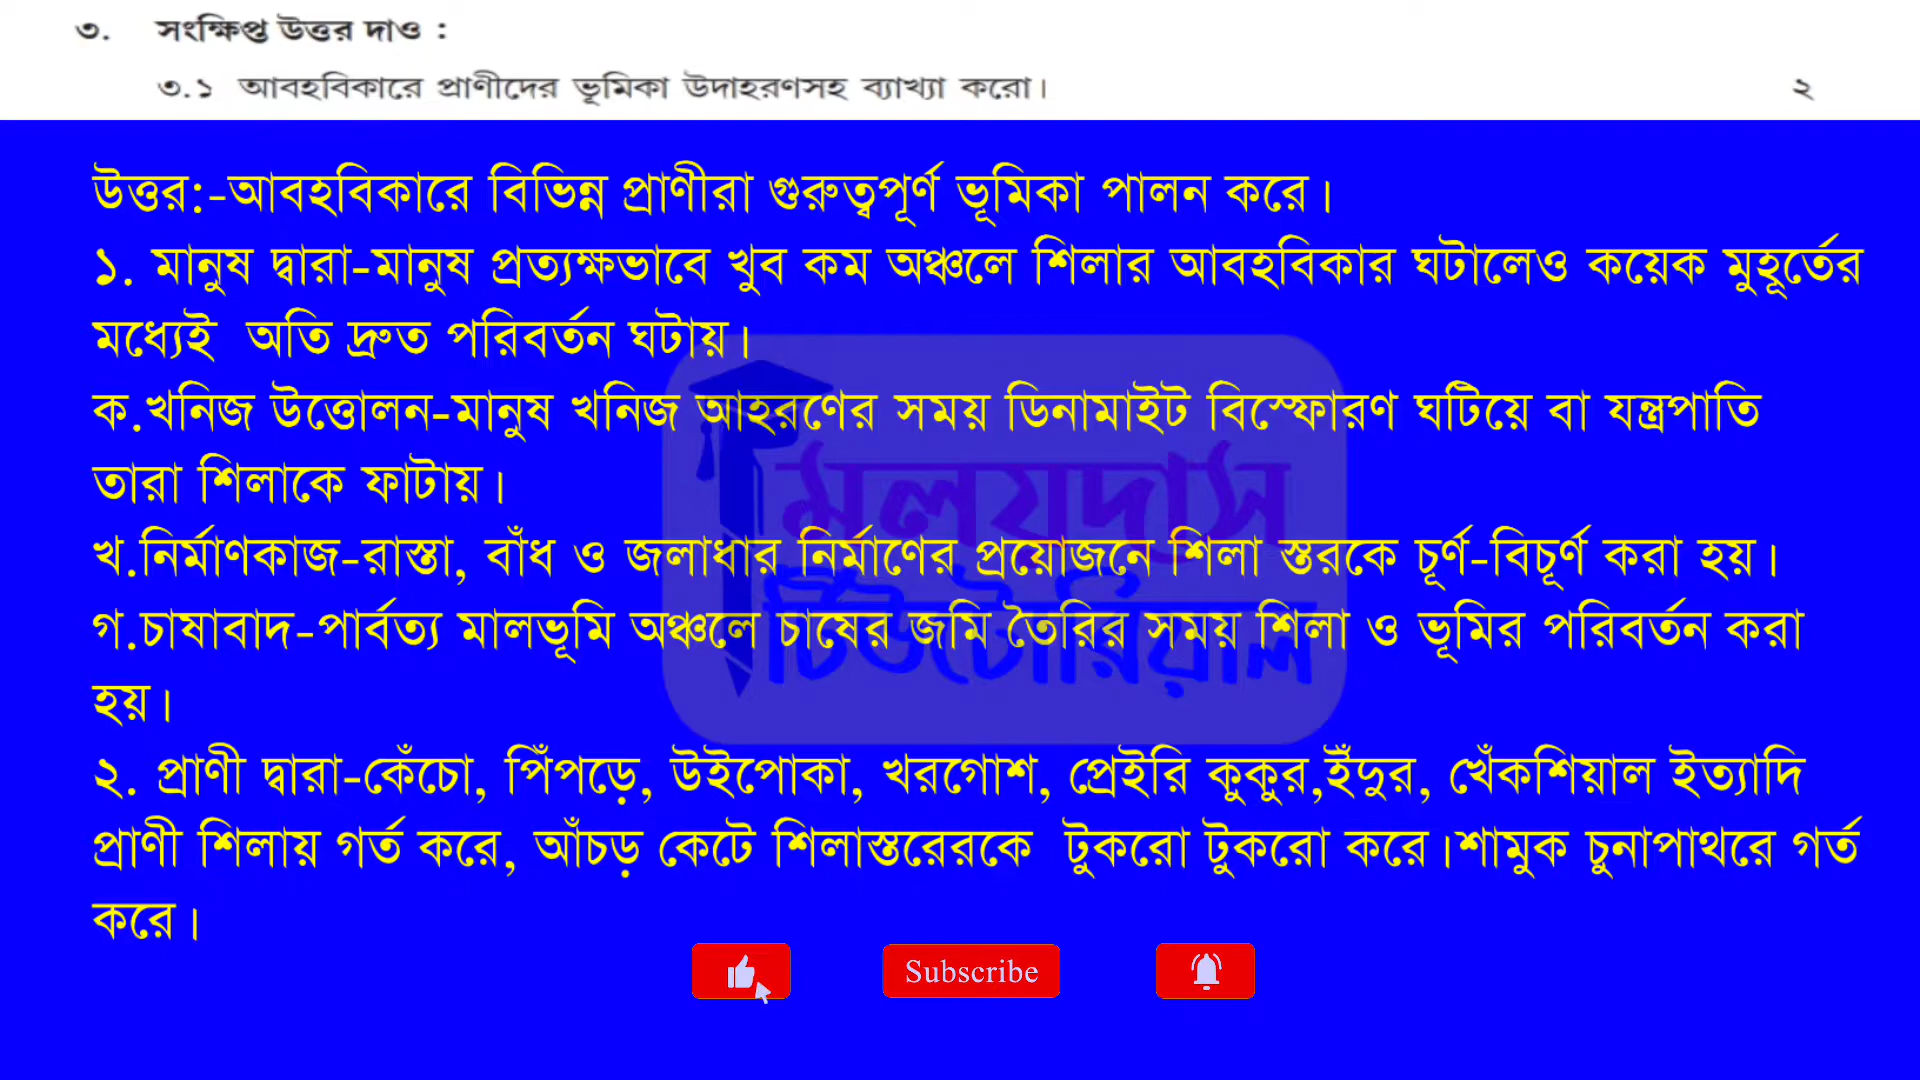 ৩. সংক্ষিপ্ত উত্তর দাও :
৩.১ আবহবিকারে প্রাণীদের ভূমিকা উদাহরণসহ ব্যাখ্যা করো। ২
উত্তর:-আবহবিকারে বিভিন্ন প্রাণীরা গুরুত্বপূর্ণ ভূমিকা পালন করে।
১. মানুষ দ্বারা-মানুষ প্রত্যক্ষভাবে খুব কম অঞ্চলে শিলার আবহবিকার ঘটালেও কয়েক মুহূর্তের
মধ্যেই অতি দ্রুত পরিবর্তন ঘটায়।
ক.খনিজ উত্তোলন-মানুষ খনিজ আহরণের সময় ডিনামাইট বিস্ফোরণ ঘটিয়ে বা যন্ত্রপাতি
তারা শিলাকে ফাটায়।
খ.নির্মাণকাজ-রাস্তা, বাঁধ ও জলাধার নির্মাণের প্রয়োজনে শিলা স্তরকে চূর্ণ-বিচূর্ণ করা হয়।
গ.চাষাবাদ-পার্বত্য মালভূমি অঞ্চলে চাষের জমি তৈরির সময় শিলা ও ভূমির পরিবর্তন করা
হয়।
২. প্রাণী দ্বারা-কেঁচো, পিঁপড়ে, উইপোকা, খরগোশ, প্রেইরি কুকুর,ইঁদুর, খেঁকশিয়াল ইত্যাদি
প্রাণী শিলায় গর্ত করে, আঁচড় কেটে শিলাস্তরেরকে টুকরো টুকরো করে।শামুক চুনাপাথরে গর্ত
করে।
মলয়দাস
টিউটোরিয়াল
Subscribe